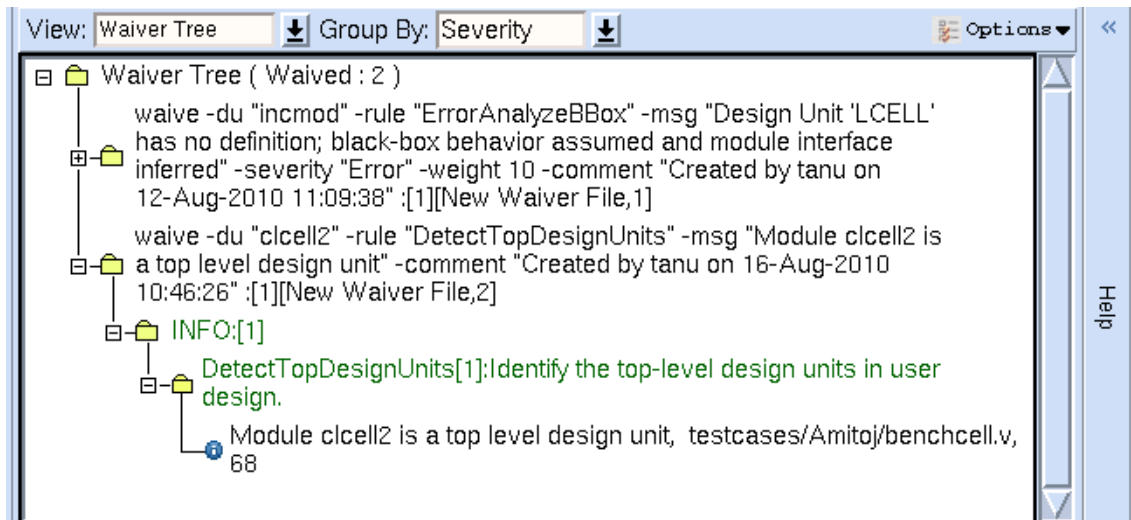 View: Waiver Tree Group By: Severity Options
Waiver Tree ( Waived : 2 )
waive -du "incmod" -rule "ErrorAnalyzeBBox" -msg "Design Unit 'LCELL'
has no definition; black-box behavior assumed and module interface
inferred" -severity "Error" -weight 10 -comment "Created by tanu on
12-Aug-2010 11:09:38" :[1][New Waiver File,1]
waive -du "clcell2" -rule "DetectTopDesignUnits" -msg "Module clcell2 is
a top level design unit" -comment "Created by tanu on 16-Aug-2010
10:46:26" :[1][New Waiver File,2]
INFO:[1]
DetectTopDesignUnits[1]:Identify the top-level design units in user
design.
Module clcell2 is a top level design unit, testcases/Amitoj/benchcell.v,
68
Help